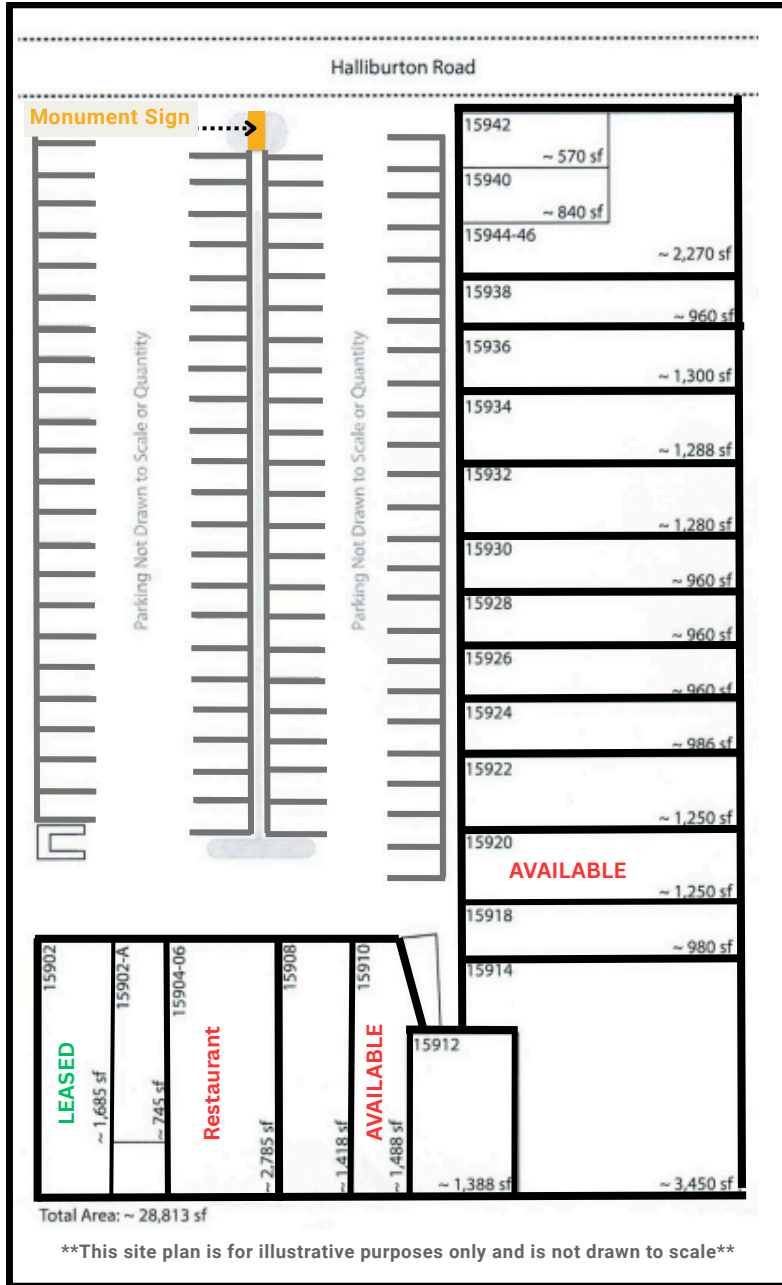 Halliburton Road
Monument Sign
Parking Not Drawn to Scale or Quantity
Parking Not Drawn to Scale or Quantity
15942
~ 570 sf
15940
~ 840 sf
15944-46
~ 2,270 sf
15938
~ 960 sf
15936
~ 1,300 sf
15934
~ 1,288 sf
15932
~ 1,280 sf
15930
~ 960 sf
15928
~ 960 sf
15926
~ 960 sf
15924
~ 986 sf
15922
~ 1,250 sf
15920
AVAILABLE
~ 1,250 sf
15918
~ 980 sf
15914
~ 3,450 sf
15902
LEASED
~ 1,685 sf
15902-A
~ 745 sf
15904-06
Restaurant
~ 2,785 sf
15908
~ 1,418 sf
15910
AVAILABLE
~ 1,488 sf
15912
~ 1,388 sf
Total Area: ~ 28,813 sf
**This site plan is for illustrative purposes only and is not drawn to scale**